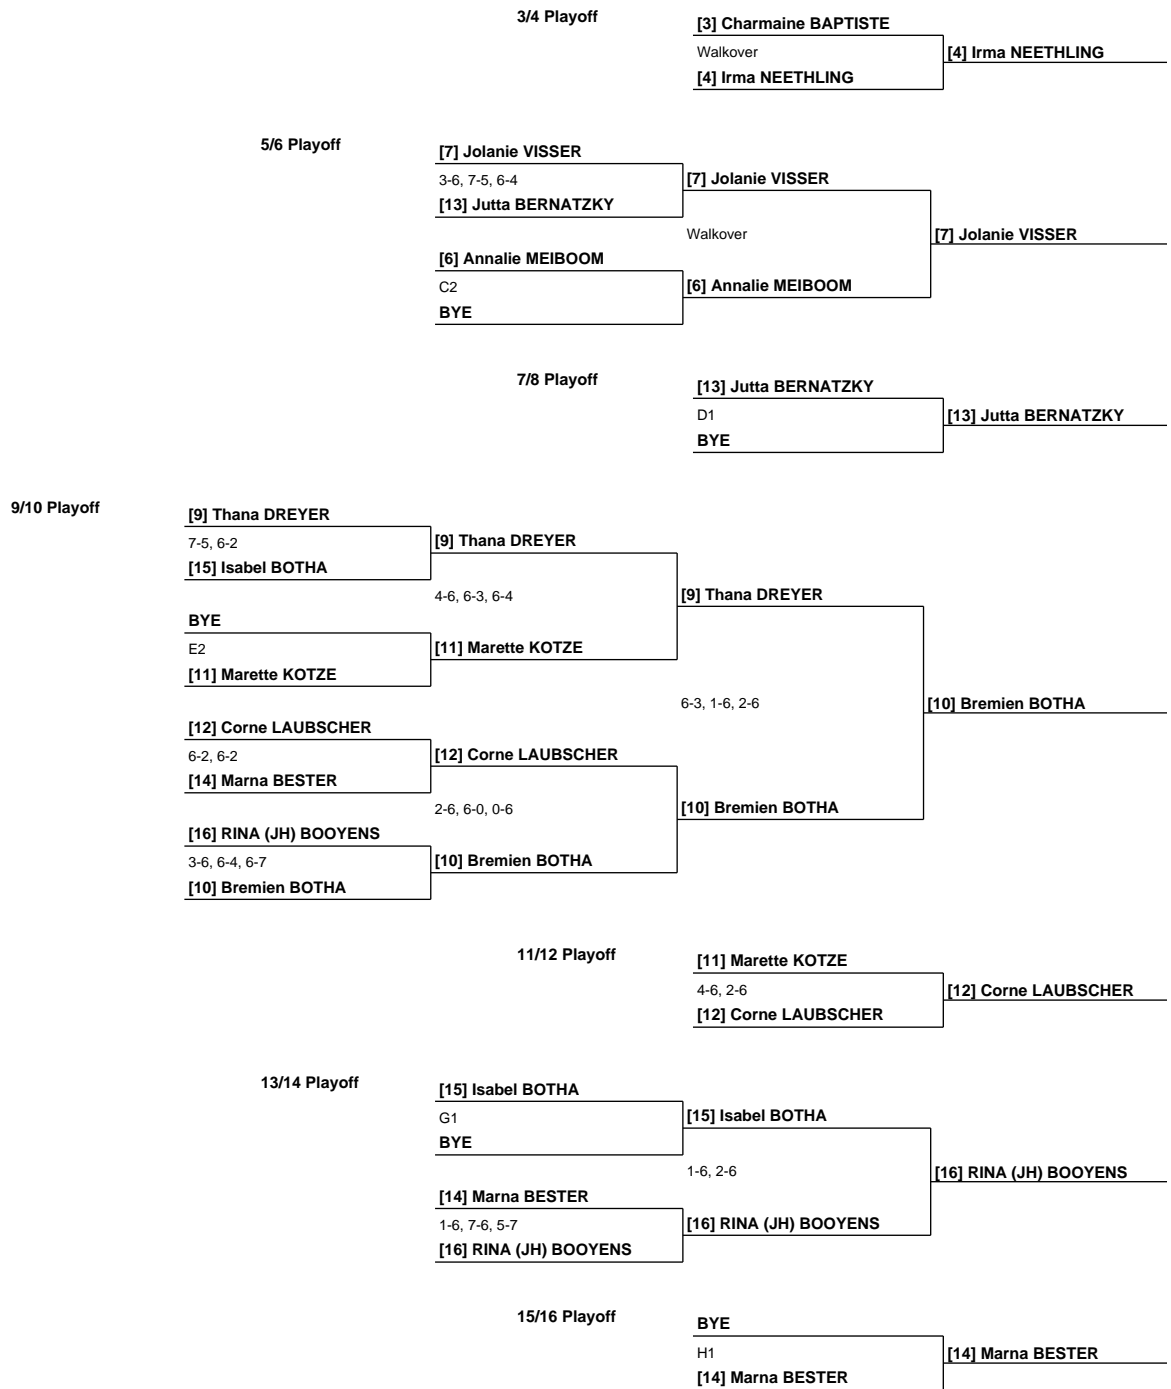 3/4 Playoff
[3] Charmaine BAPTISTE
Walkover
[4] Irma NEETHLING
[4] Irma NEETHLING
5/6 Playoff
[7] Jolanie VISSER
3-6, 7-5, 6-4
[7] Jolanie VISSER
[13] Jutta BERNATZKY
Walkover
[7] Jolanie VISSER
[6] Annalie MEIBOOM
C2
[6] Annalie MEIBOOM
BYE
7/8 Playoff
[13] Jutta BERNATZKY
D1
[13] Jutta BERNATZKY
BYE
9/10 Playoff
[9] Thana DREYER
7-5, 6-2
[9] Thana DREYER
[15] Isabel BOTHA
4-6, 6-3, 6-4
[9] Thana DREYER
BYE
E2
[11] Marette KOTZE
[11] Marette KOTZE
6-3, 1-6, 2-6
[10] Bremien BOTHA
[12] Corne LAUBSCHER
6-2, 6-2
[12] Corne LAUBSCHER
[14] Marna BESTER
2-6, 6-0, 0-6
[10] Bremien BOTHA
[16] RINA (JH) BOOYENS
3-6, 6-4, 6-7
[10] Bremien BOTHA
[10] Bremien BOTHA
11/12 Playoff
[11] Marette KOTZE
4-6, 2-6
[12] Corne LAUBSCHER
[12] Corne LAUBSCHER
13/14 Playoff
[15] Isabel BOTHA
G1
[15] Isabel BOTHA
BYE
1-6, 2-6
[16] RINA (JH) BOOYENS
[14] Marna BESTER
1-6, 7-6, 5-7
[16] RINA (JH) BOOYENS
[16] RINA (JH) BOOYENS
15/16 Playoff
BYE
H1
[14] Marna BESTER
[14] Marna BESTER